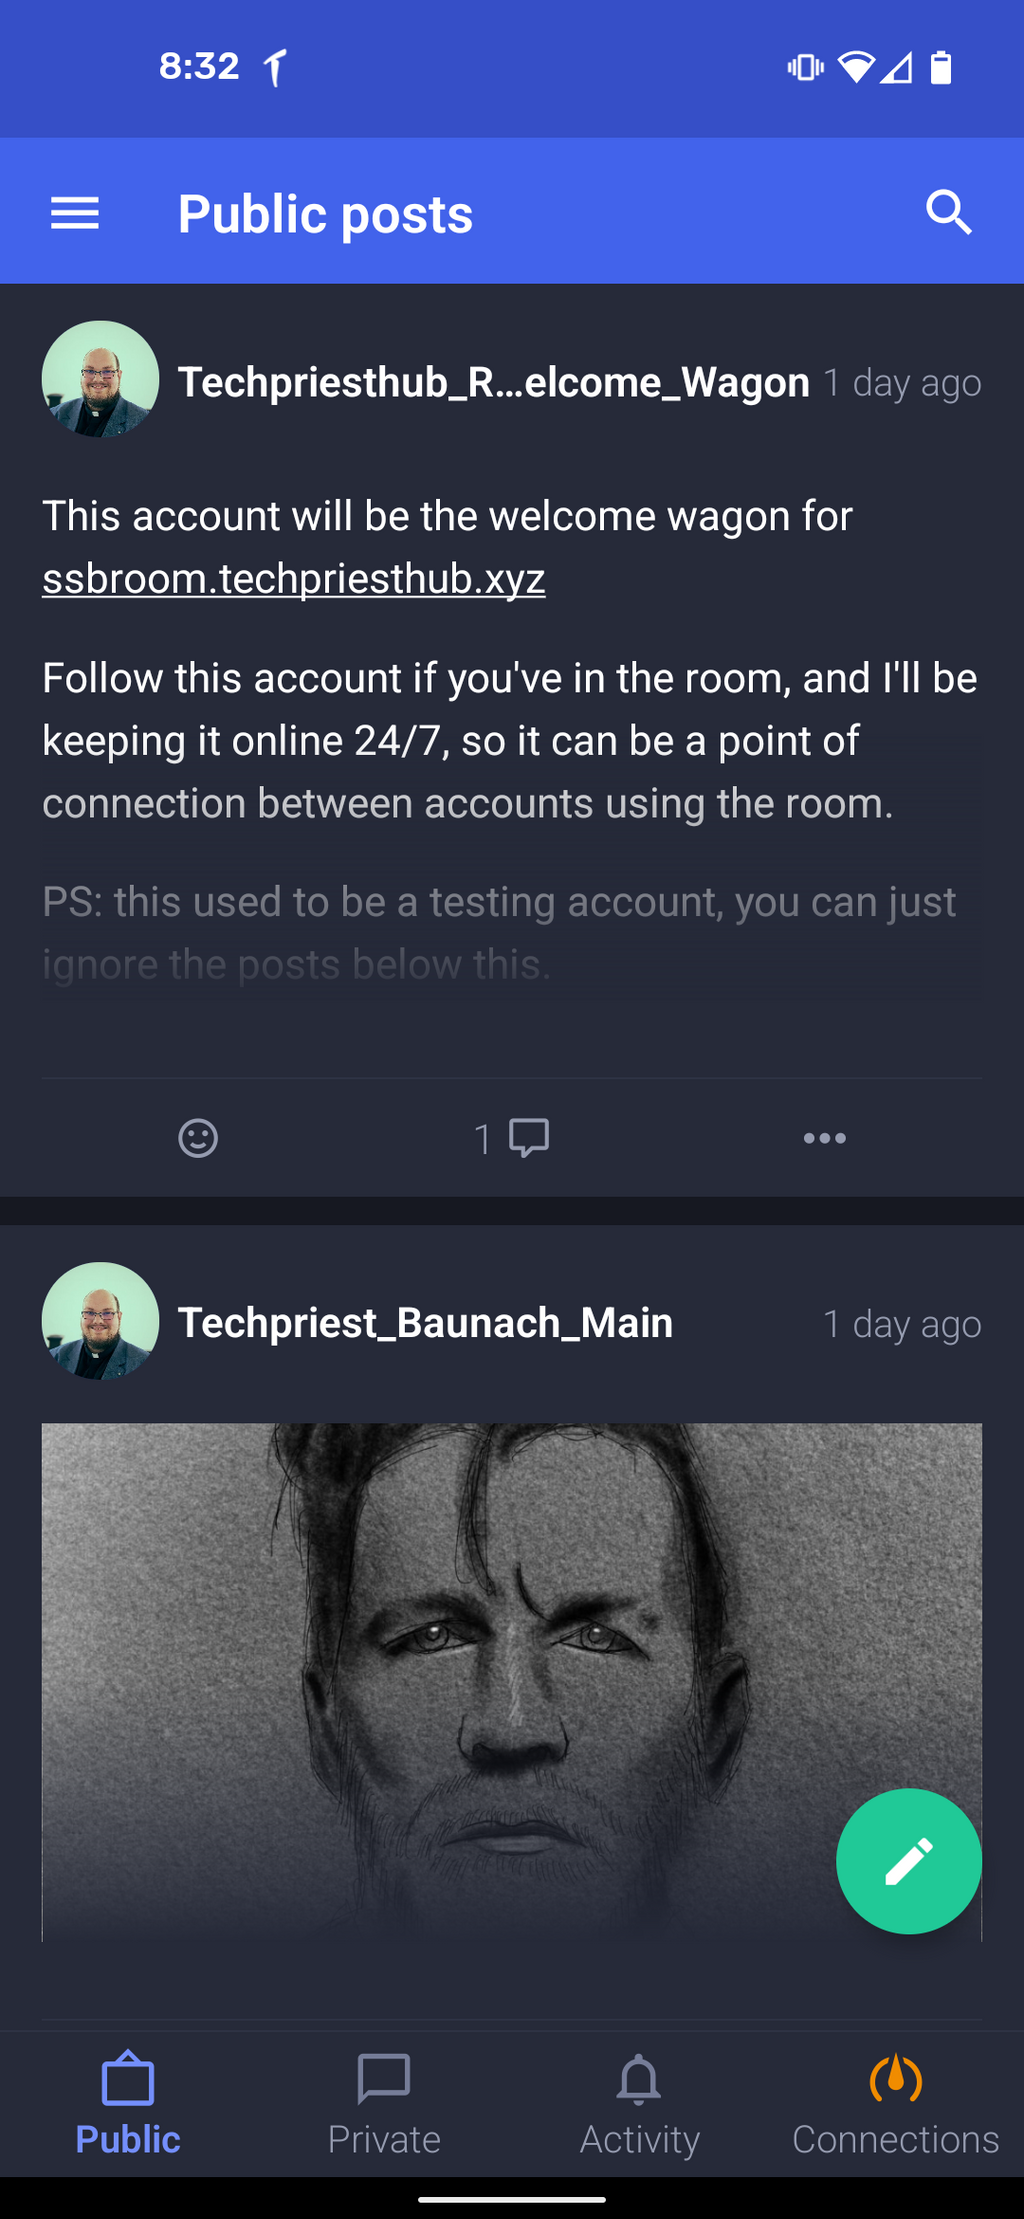 8:32
Public posts
Techpriesthub_R...elcome_Wagon 1 day ago
This account will be the welcome wagon for
ssbroom.techpriesthub.xyz
Follow this account if you've in the room, and I'll be
keeping it online 24/7, so it can be a point of
connection between accounts using the room.
PS: this used to be a testing account, you can just
ignore the posts below this.
1
Techpriest_Baunach_Main 1 day ago
Public Private Activity Connections